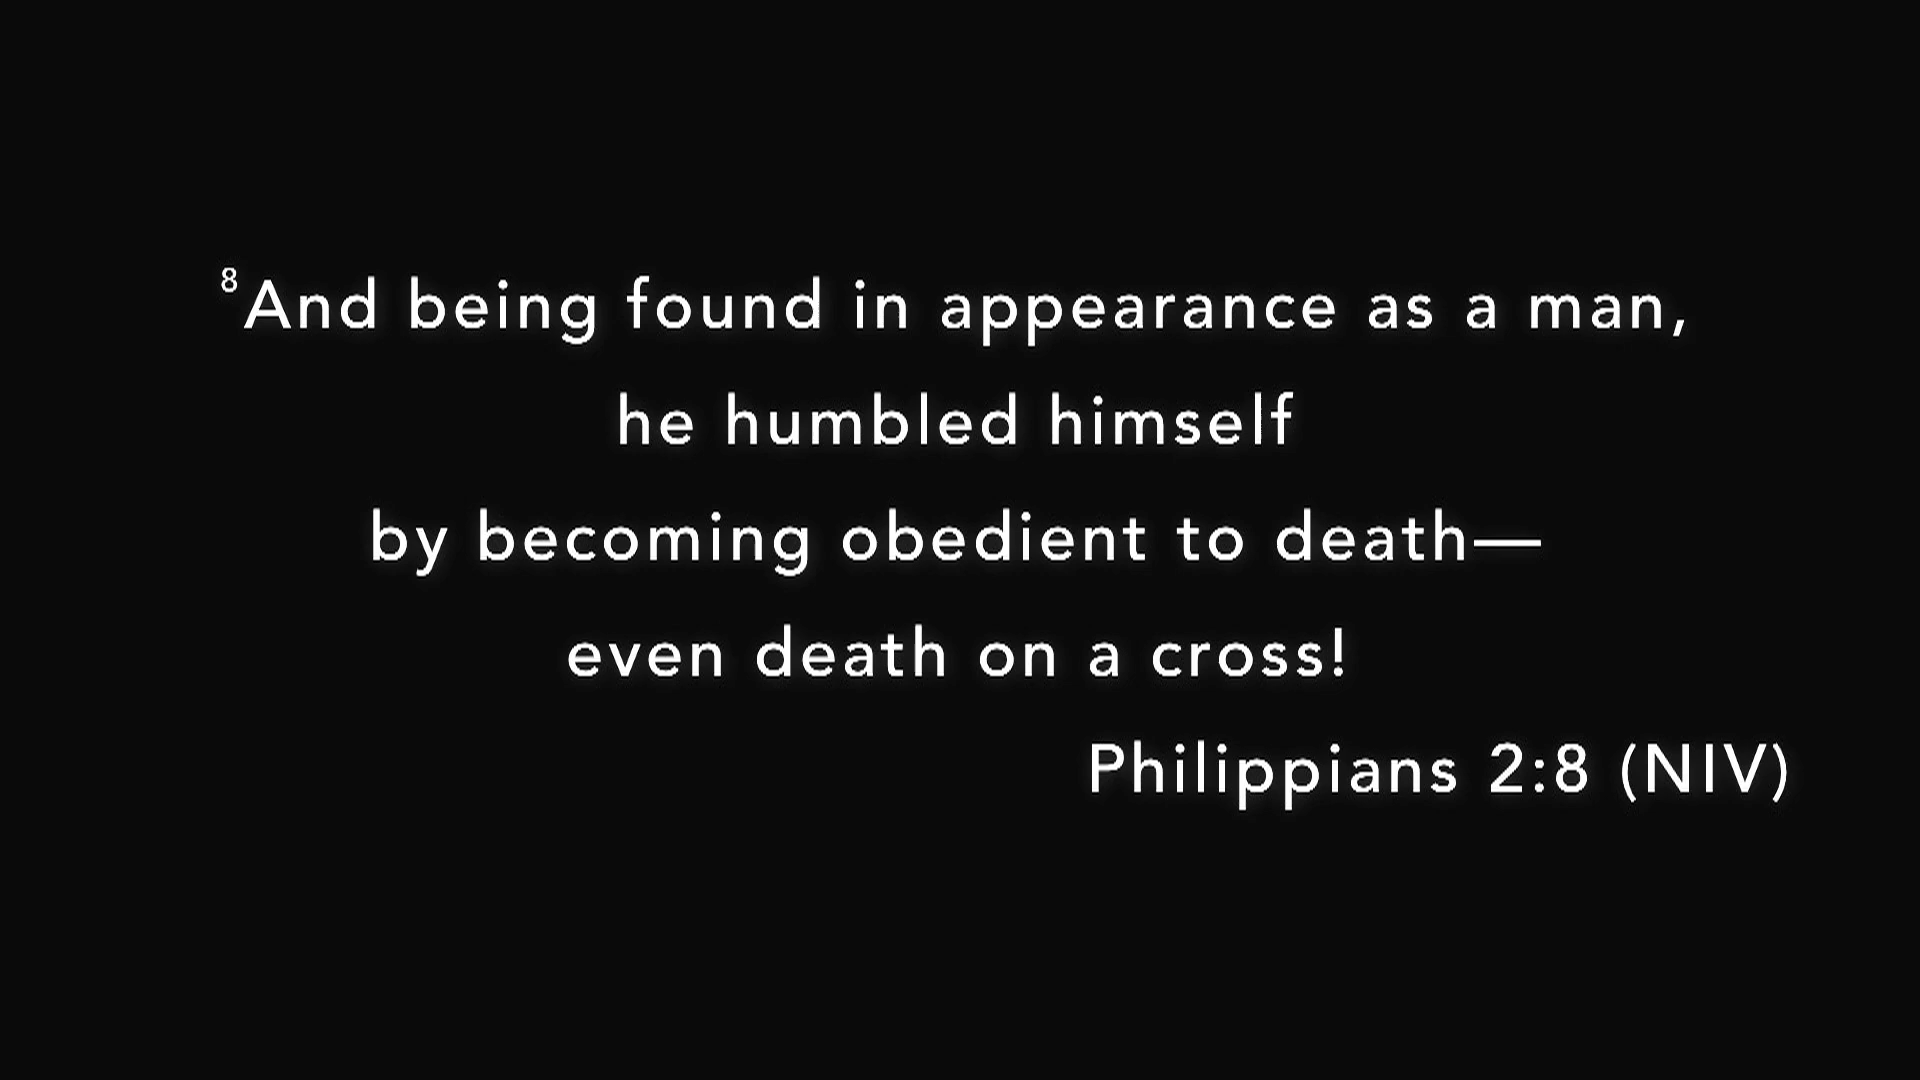 ⁸And being found in appearance as a man,
he humbled himself
by becoming obedient to death—
even death on a cross!
Philippians 2:8 (NIV)